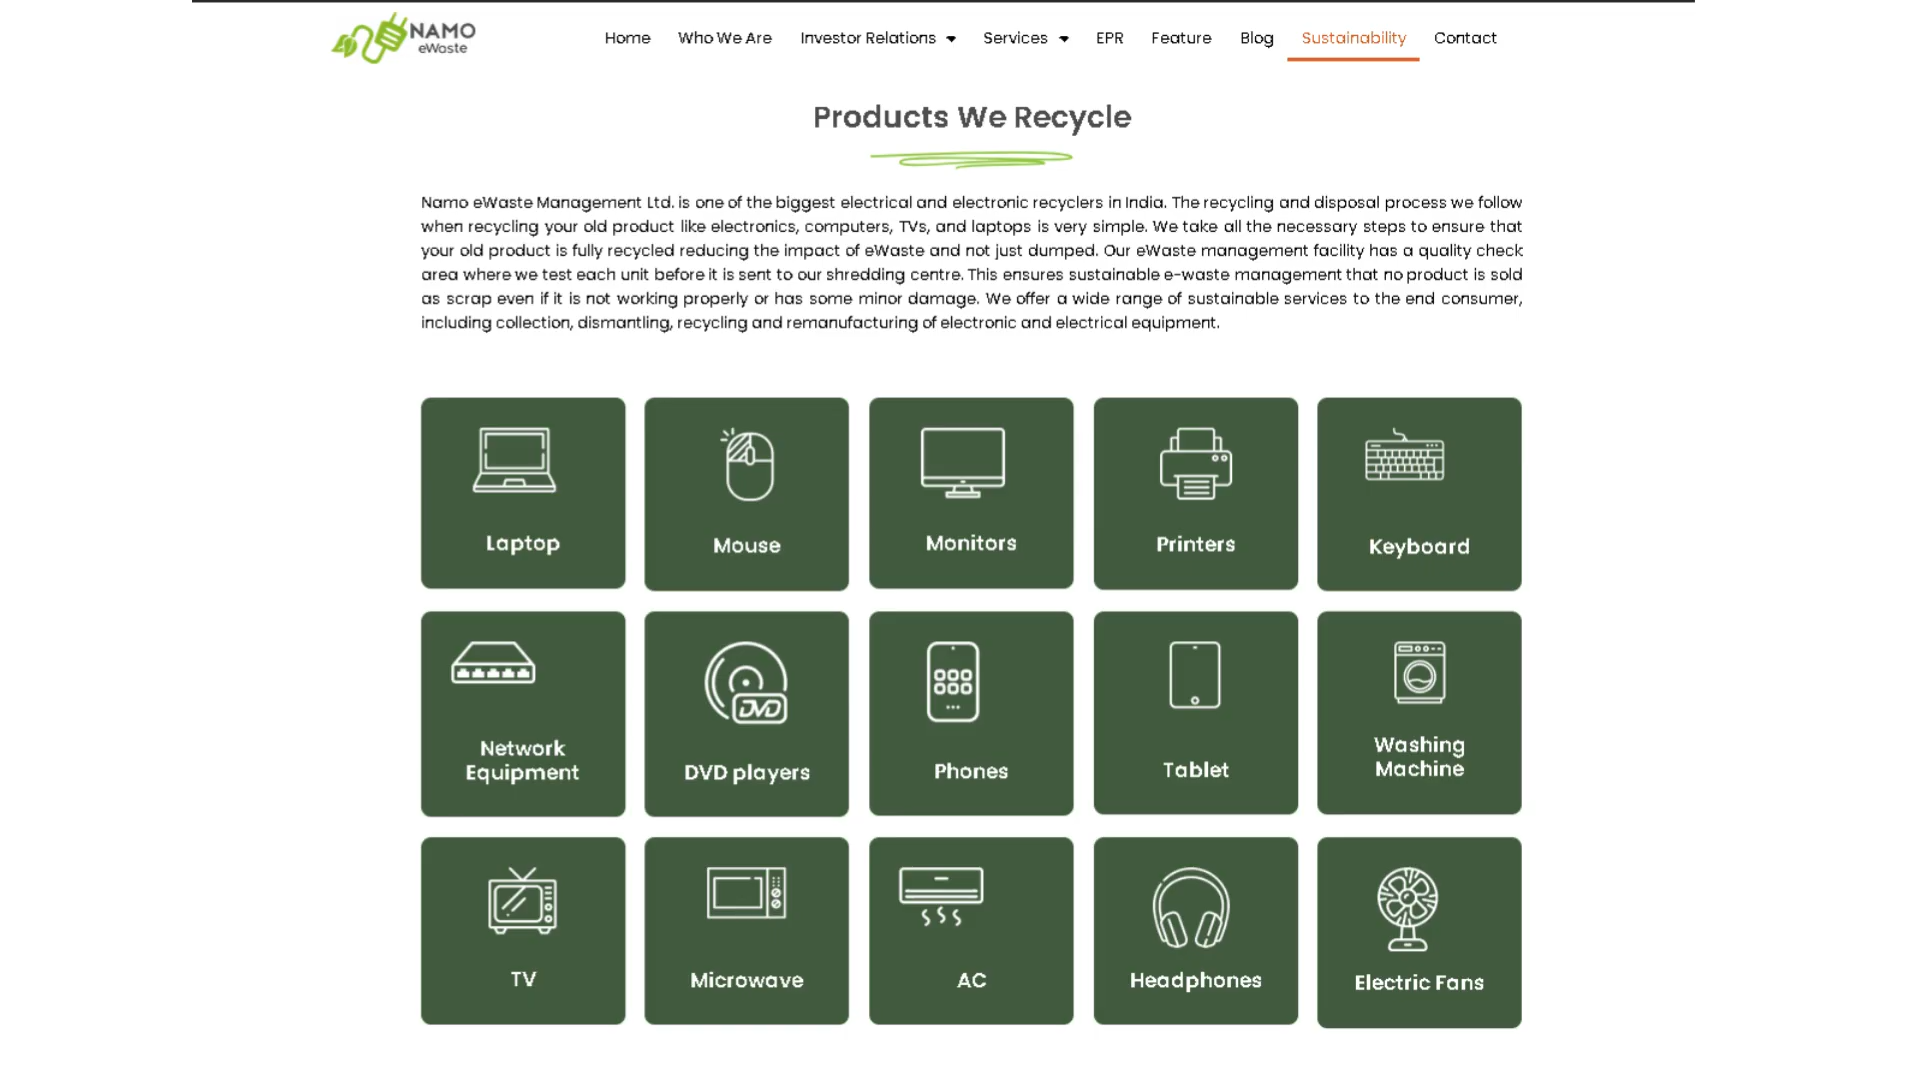 NAMO
eWaste
Home Who We Are Investor Relations Services EPR Feature Blog Sustainability Contact
Products We Recycle
Namo eWaste Management Ltd. is one of the biggest electrical and electronic recyclers in India. The recycling and disposal process we follow
when recycling your old product like electronics, computers, TVs, and laptops is very simple. We take all the necessary steps to ensure that
your old product is fully recycled reducing the impact of eWaste and not just dumped. Our eWaste management facility has a quality check
area where we test each unit before it is sent to our shredding centre. This ensures sustainable e-waste management that no product is sold
as scrap even if it is not working properly or has some minor damage. We offer a wide range of sustainable services to the end consumer,
including collection, dismantling, recycling and remanufacturing of electronic and electrical equipment.
Laptop
Mouse
Monitors
Printers
Keyboard
Network
Equipment
DVD
DVD players
Phones
Tablet
Washing
Machine
TV
Microwave
AC
Headphones
Electric Fans